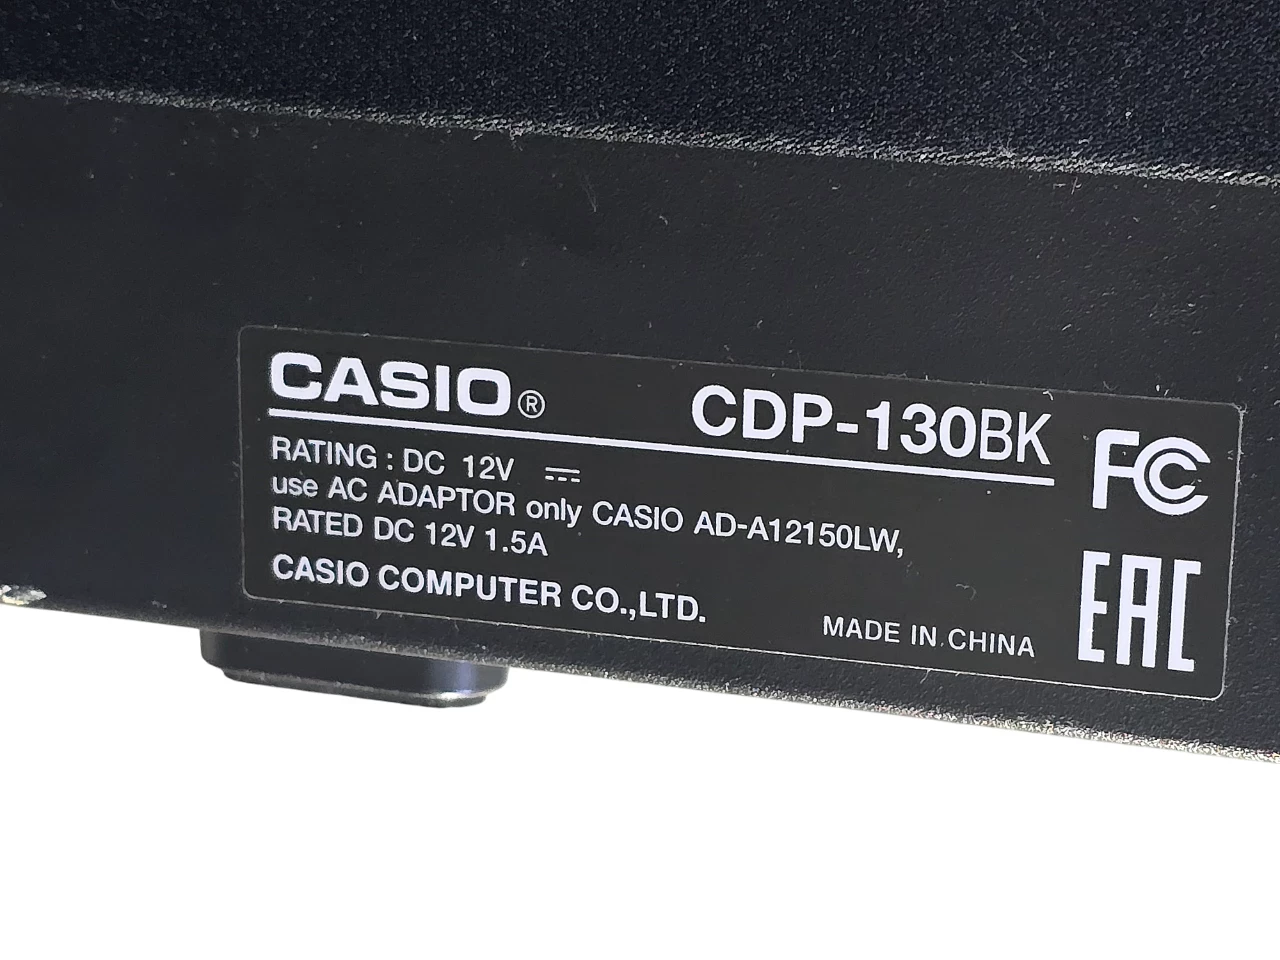 CASIO® CDP-130BK
RATING : DC 12V ⎓
use AC ADAPTOR only CASIO AD-A12150LW,
RATED DC 12V 1.5A
CASIO COMPUTER CO.,LTD.
MADE IN CHINA
FC
EAC